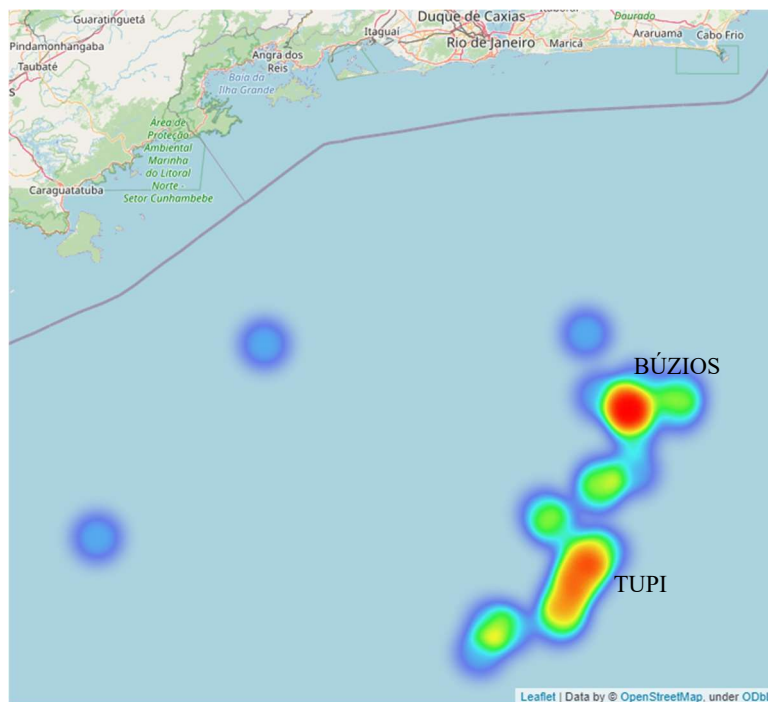 Guaratinguetá
Duque de Caxias
Dourado
Pindamonhangaba
Itaguaí
Rio de Janeiro
Maricá
Araruama
Cabo Frio
Taubaté
Angra dos
Reis
Baía da
Ilha Grande
s
Área de
Proteção
Ambiental
Marinha
do Litoral
Norte -
Setor Cunhambebe
Caraguatatuba
BÚZIOS
TUPI
Leaflet | Data by © OpenStreetMap, under ODbl